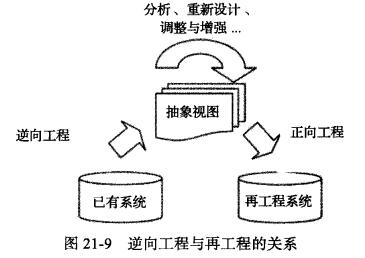 分析、重新设计、
调整与增强 ...
抽象视图
逆向工程
正向工程
已有系统
再工程系统
图 21-9 逆向工程与再工程的关系